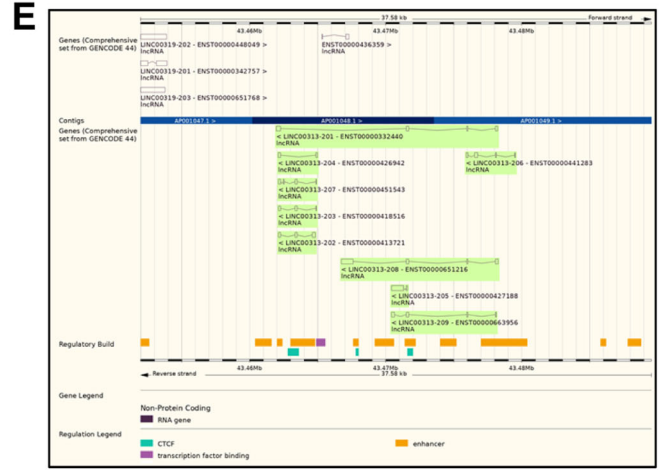 E
37.58 kb
Forward strand
43.46Mb
43.47Mb
43.48Mb
Genes (Comprehensive
set from GENCODE 44)
LINC00319-202 - ENST00000448049 >
lncRNA
ENST00000436359 >
lncRNA
LINC00319-201 - ENST00000342757 >
lncRNA
LINC00319-203 - ENST00000651768 >
lncRNA
Contigs
AP001047.1 >
AP001048.1 >
AP001049.1 >
Genes (Comprehensive
set from GENCODE 44)
< LINC00313-201 - ENST00000332440
lncRNA
< LINC00313-204 - ENST00000426942
lncRNA
< LINC00313-206 - ENST00000441283
lncRNA
< LINC00313-207 - ENST00000451543
lncRNA
< LINC00313-203 - ENST00000418516
lncRNA
< LINC00313-202 - ENST00000413721
lncRNA
< LINC00313-208 - ENST00000651216
lncRNA
< LINC00313-205 - ENST00000427188
lncRNA
< LINC00313-209 - ENST00000663956
lncRNA
Regulatory Build
43.46Mb
43.47Mb
43.48Mb
Reverse strand
37.58 kb
Gene Legend
Non-Protein Coding
RNA gene
Regulation Legend
CTCF
enhancer
transcription factor binding